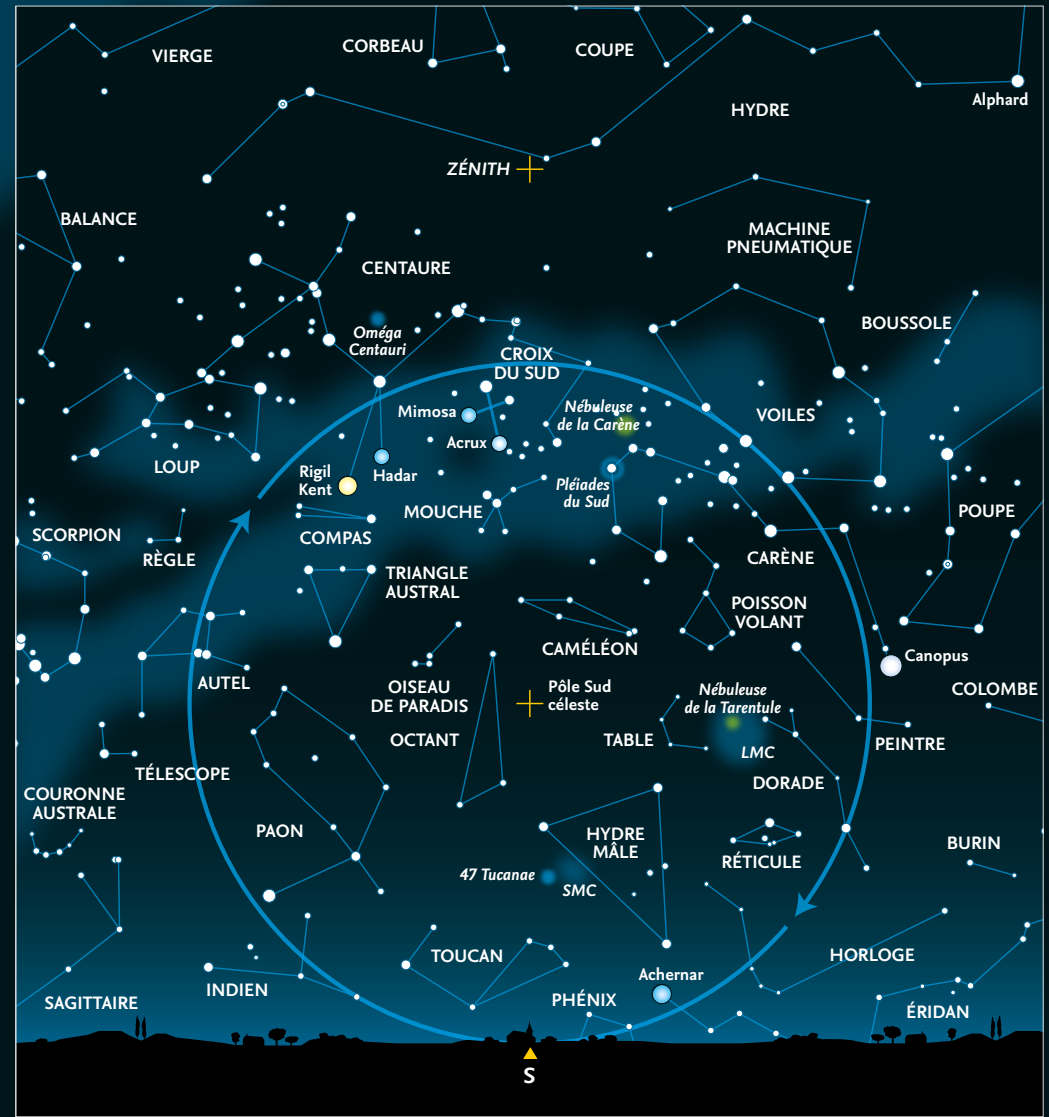 VIERGE
CORBEAU
COUPE
Alphard
HYDRE
ZÉNITH
BALANCE
MACHINE
PNEUMATIQUE
CENTAURE
BOUSSOLE
Oméga
Centauri
CROIX
DU SUD
Mimosa
Nébuleuse
de la Carène
VOILES
Acrux
LOUP
Rigil
Kent
Hadar
Pléiades
du Sud
MOUCHE
POUPE
SCORPION
COMPAS
RÈGLE
CARÈNE
TRIANGLE
AUSTRAL
POISSON
VOLANT
CAMÉLÉON
Canopus
AUTEL
OISEAU
DE PARADIS
Pôle Sud
céleste
Nébuleuse
de la Tarentule
COLOMBE
OCTANT
TABLE
LMC
PEINTRE
TÉLESCOPE
DORADE
COURONNE
AUSTRALE
PAON
HYDRE
MÂLE
BURIN
RÉTICULE
47 Tucanae
SMC
TOUCAN
HORLOGE
Achernar
INDIEN
SAGITTAIRE
PHÉNIX
ÉRIDAN
S